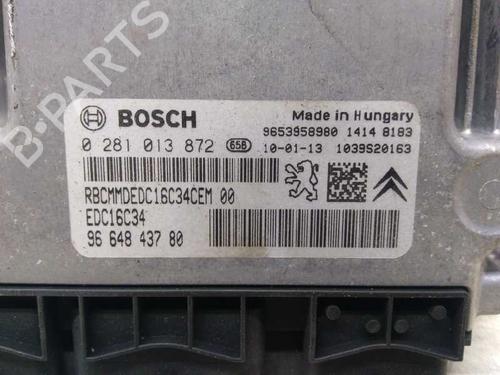 BOSCH
Made in Hungary
9653958980 1414 8183
0 281 013 872 65B 10-01-13 1039S20163
RBCMMDEDC16C34CEM 00
EDC16C34
96 648 437 80
B-PARTS